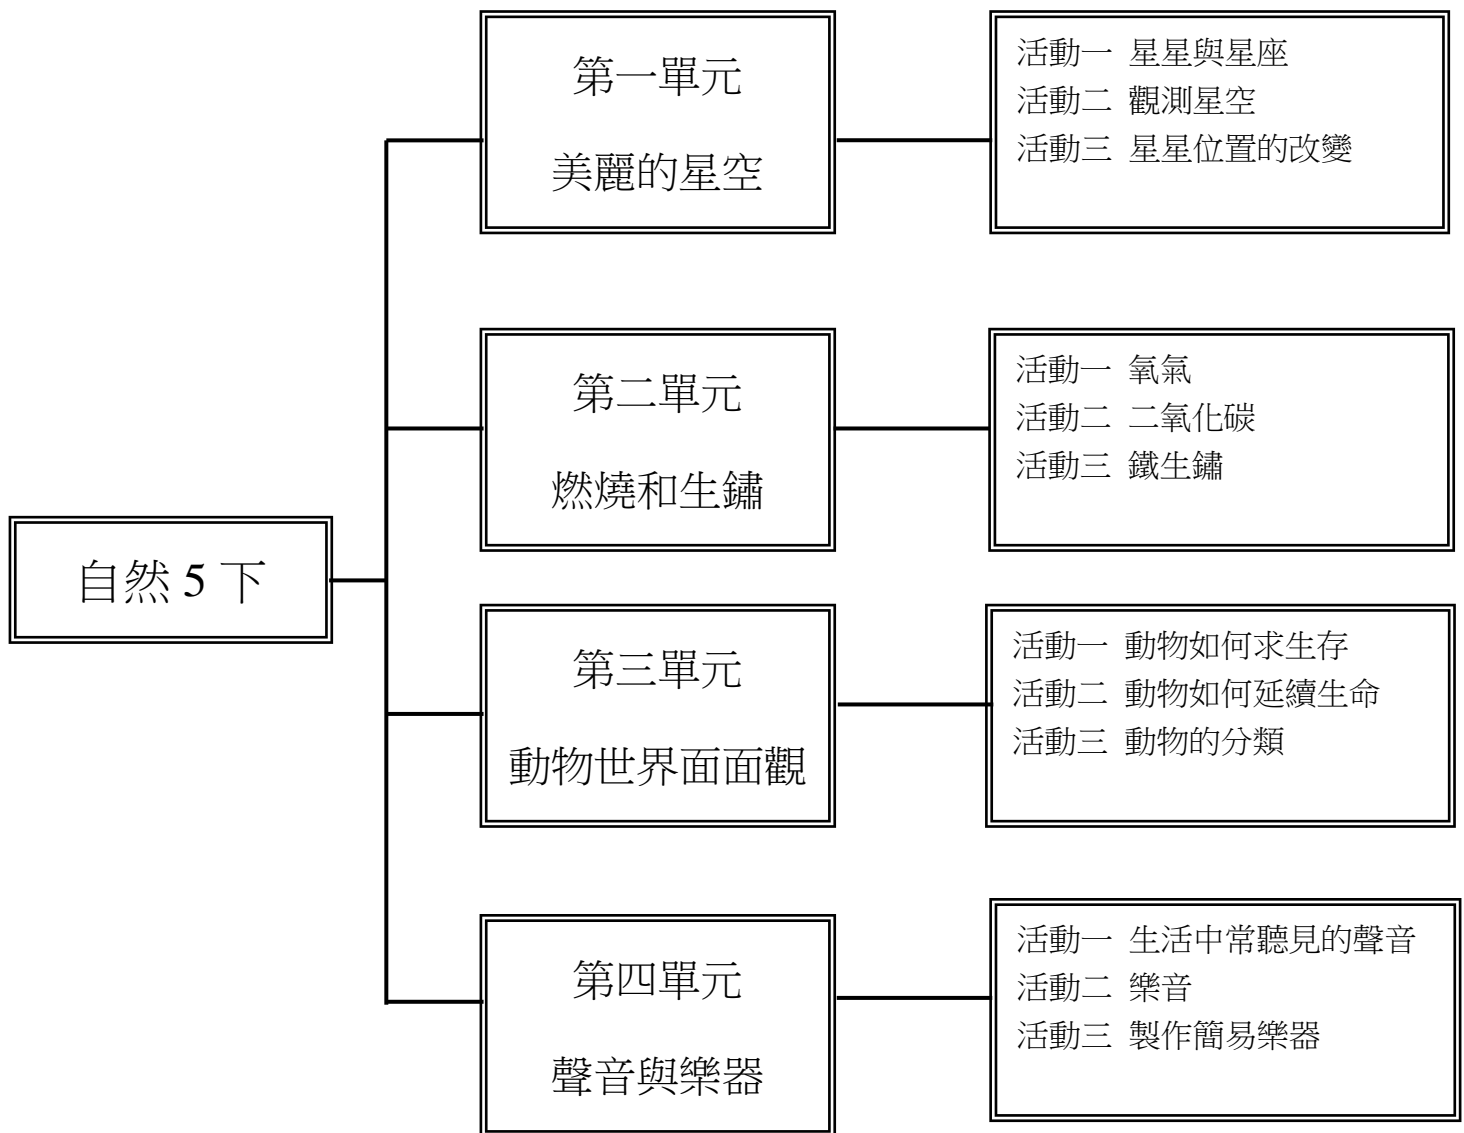 第一單元
美麗的星空
活動一 星星與星座
活動二 觀測星空
活動三 星星位置的改變
第二單元
燃燒和生鏽
活動一 氧氣
活動二 二氧化碳
活動三 鐵生鏽
自然 5 下
第三單元
動物世界面面觀
活動一 動物如何求生存
活動二 動物如何延續生命
活動三 動物的分類
第四單元
聲音與樂器
活動一 生活中常聽見的聲音
活動二 樂音
活動三 製作簡易樂器